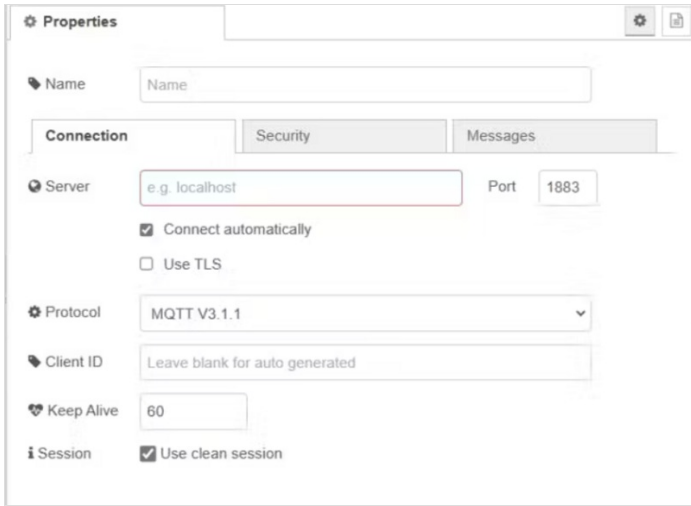 Properties
Name Name
Connection Security Messages
Server e.g. localhost Port 1883
Connect automatically
Use TLS
Protocol MQTT V3.1.1
Client ID Leave blank for auto generated
Keep Alive 60
Session Use clean session